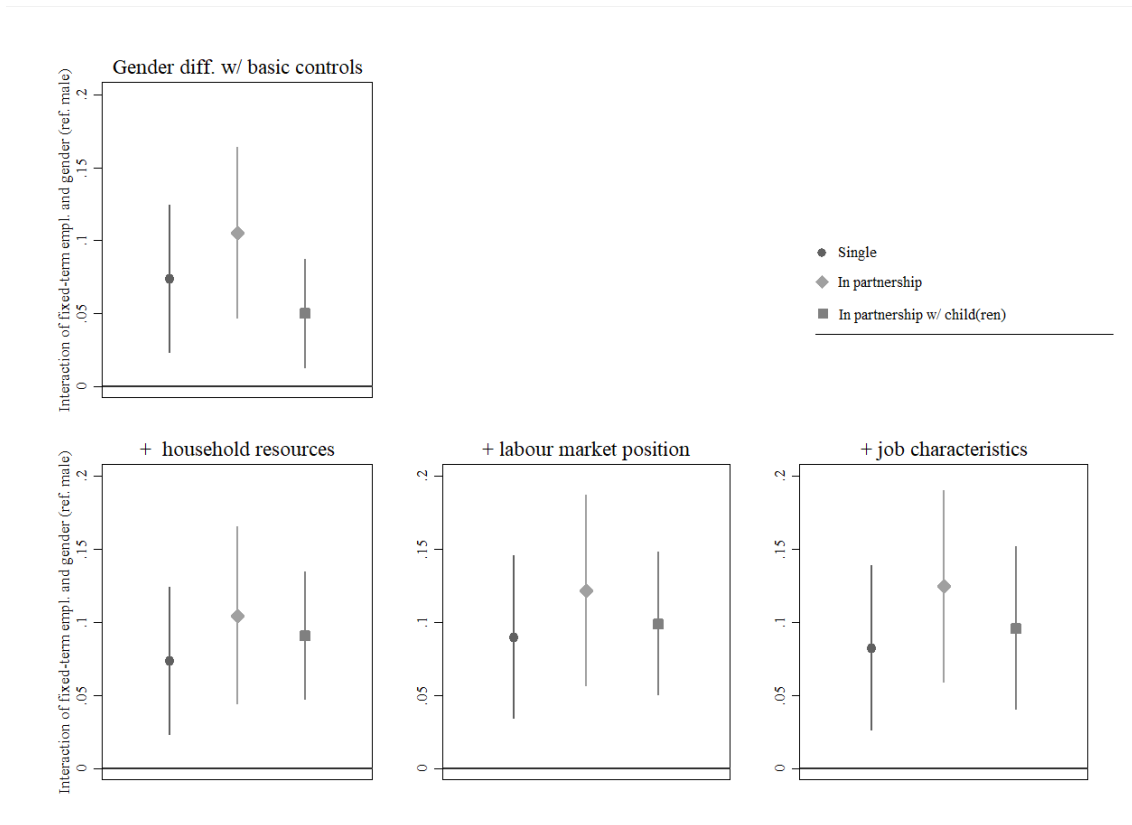 Gender diff. w/ basic controls
Interaction of fixed-term empl. and gender (ref. male)
.2
.15
.1
.05
0
Single
In partnership
In partnership w/ child(ren)
+ household resources
Interaction of fixed-term empl. and gender (ref. male)
.2
.15
.1
.05
0
+ labour market position
.2
.15
.1
.05
0
+ job characteristics
.2
.15
.1
.05
0